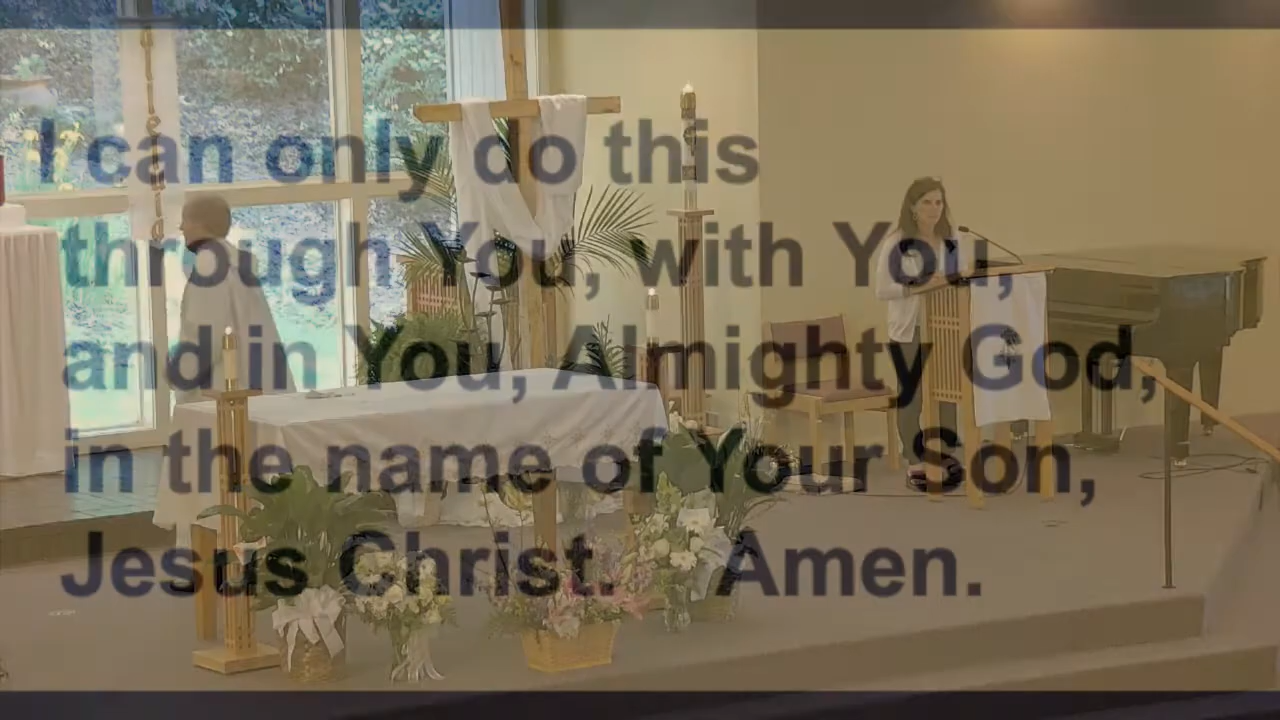 I can only do this
through You, with You,
and in You, Almighty God,
in the name of Your Son,
Jesus Christ. Amen.